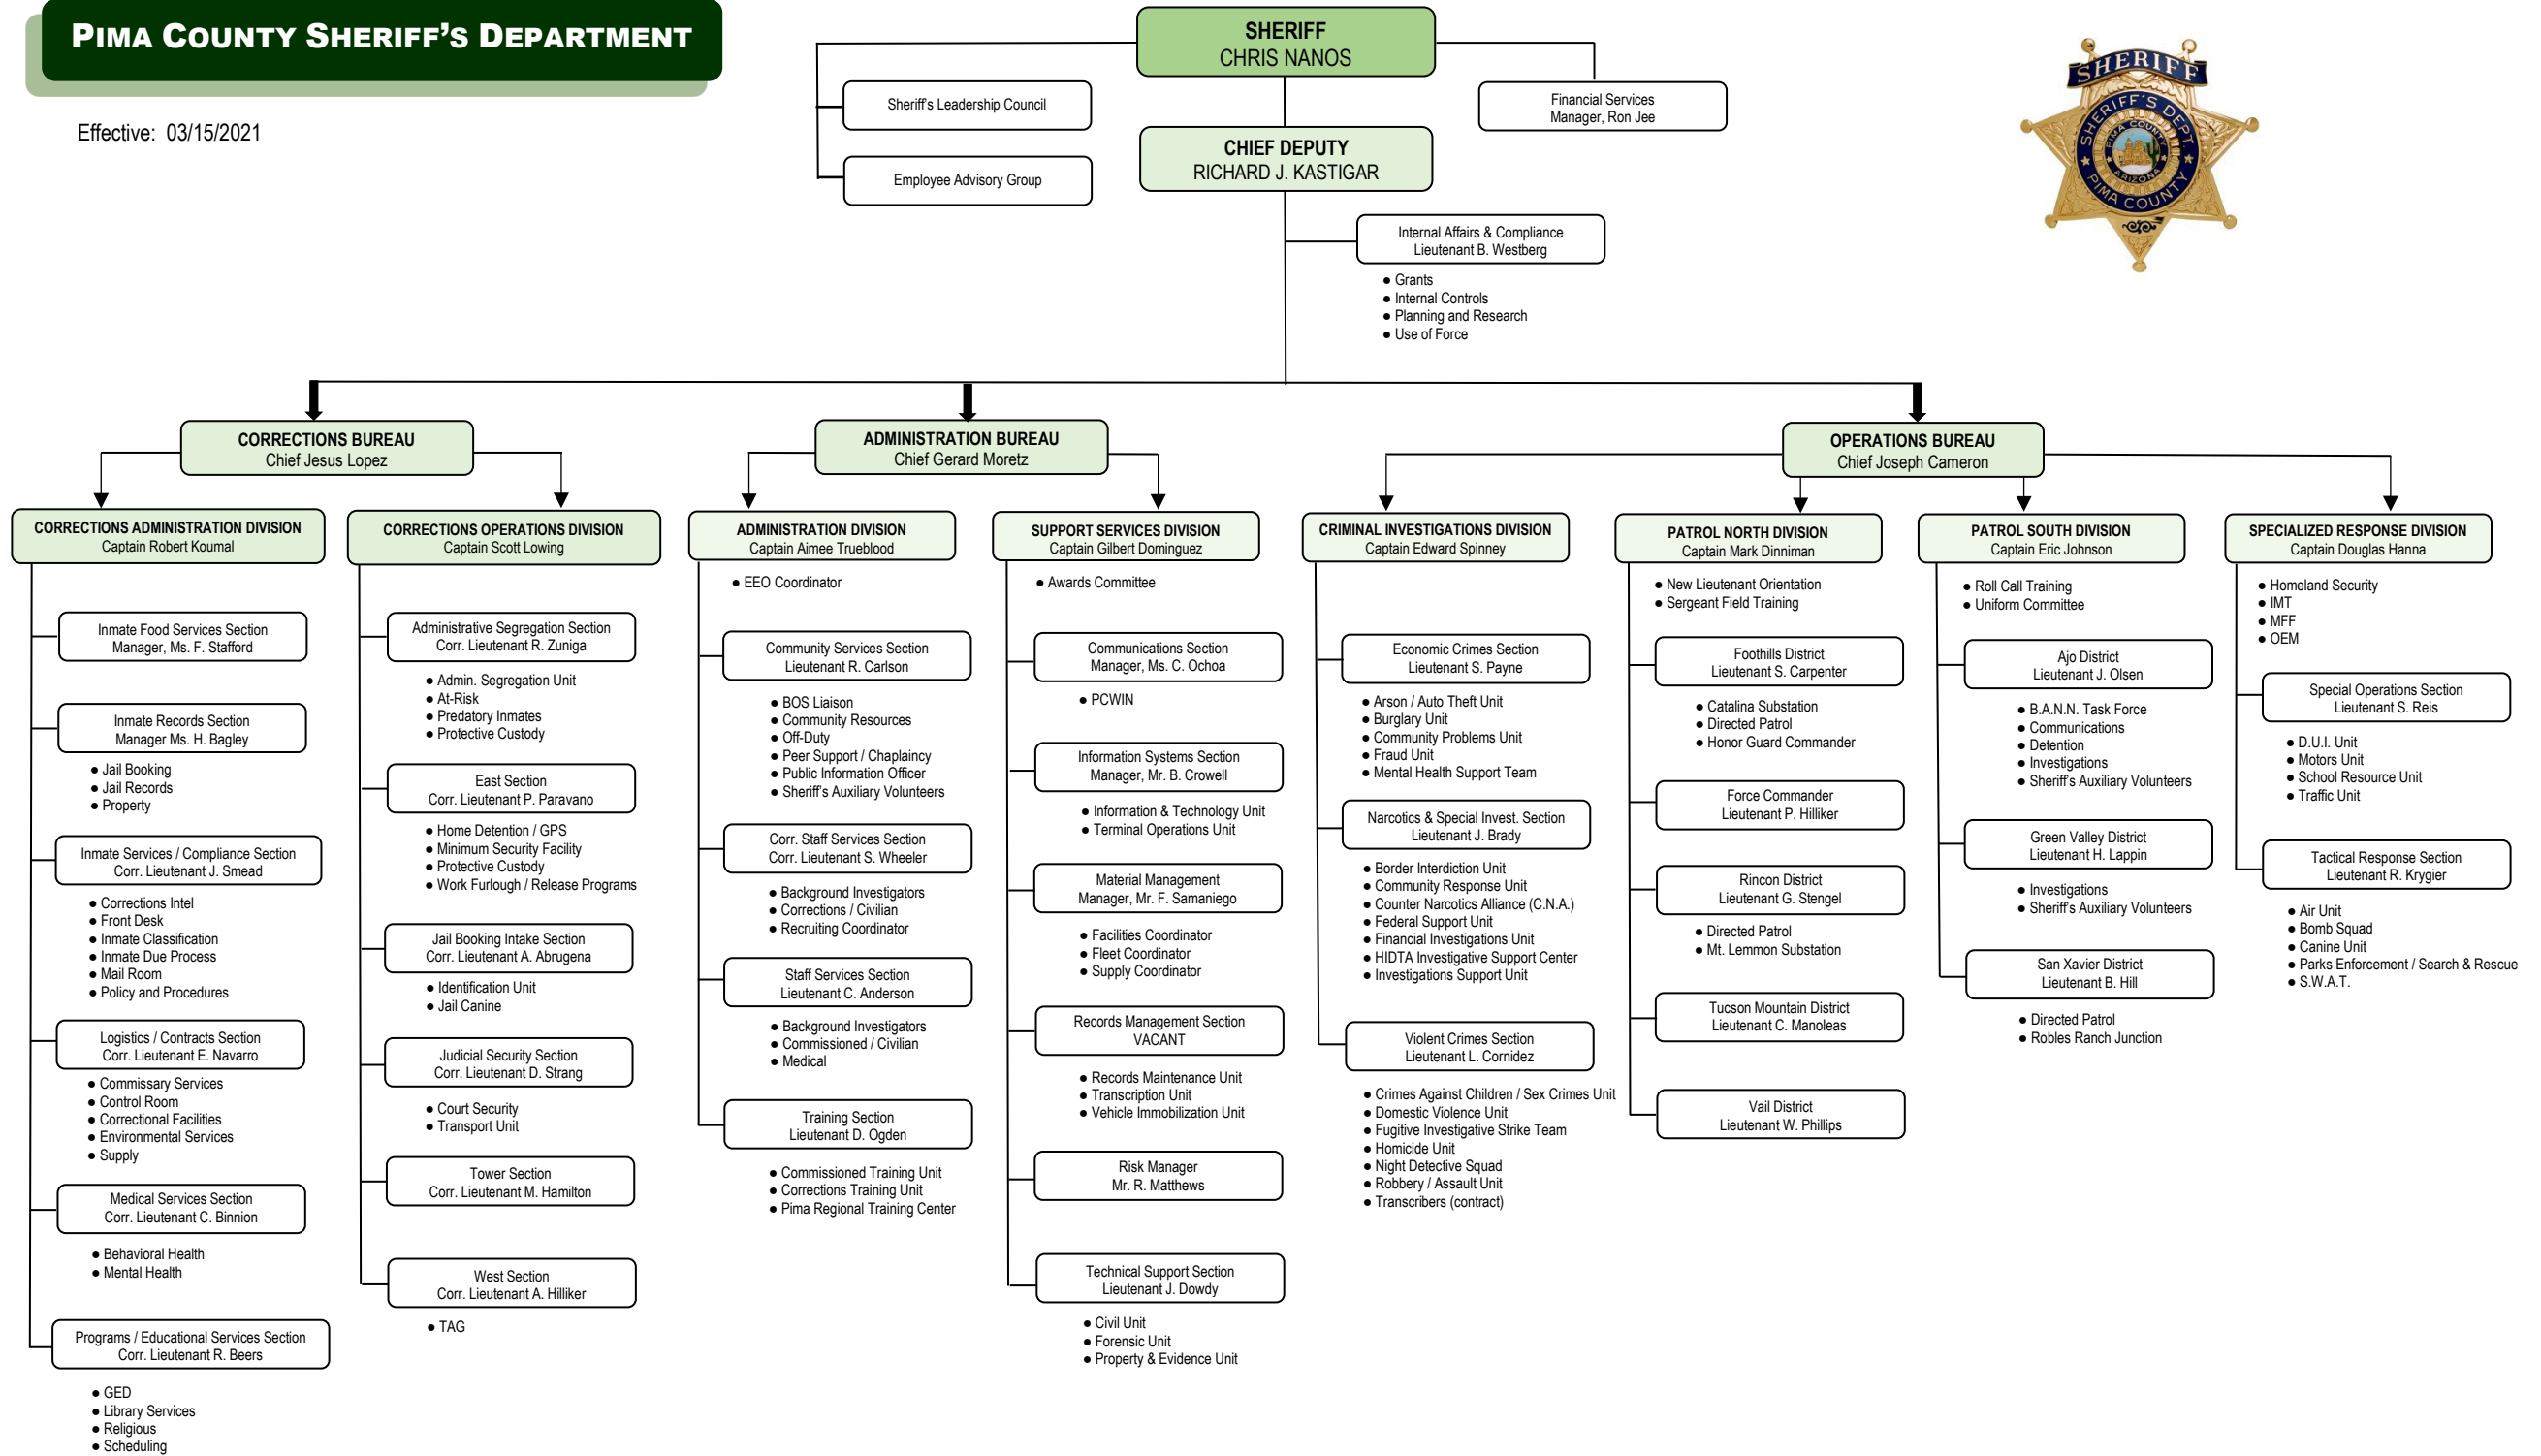 PIMA COUNTY SHERIFF'S DEPARTMENT
Effective: 03/15/2021
SHERIFF
CHRIS NANOS
Sheriff's Leadership Council
Employee Advisory Group
Financial Services
Manager, Ron Jee
CHIEF DEPUTY
RICHARD J. KASTIGAR
Internal Affairs & Compliance
Lieutenant B. Westberg
● Grants
● Internal Controls
● Planning and Research
● Use of Force
SHERIFF
SHERIFF'S DEPT.
PIMA COUNTY
ARIZONA
PIMA COUNTY
CORRECTIONS BUREAU
Chief Jesus Lopez
CORRECTIONS ADMINISTRATION DIVISION
Captain Robert Koumal
Inmate Food Services Section
Manager, Ms. F. Stafford
Inmate Records Section
Manager Ms. H. Bagley
● Jail Booking
● Jail Records
● Property
Inmate Services / Compliance Section
Corr. Lieutenant J. Smead
● Corrections Intel
● Front Desk
● Inmate Classification
● Inmate Due Process
● Mail Room
● Policy and Procedures
Logistics / Contracts Section
Corr. Lieutenant E. Navarro
● Commissary Services
● Control Room
● Correctional Facilities
● Environmental Services
● Supply
Medical Services Section
Corr. Lieutenant C. Binnion
● Behavioral Health
● Mental Health
Programs / Educational Services Section
Corr. Lieutenant R. Beers
● GED
● Library Services
● Religious
● Scheduling
CORRECTIONS OPERATIONS DIVISION
Captain Scott Lowing
Administrative Segregation Section
Corr. Lieutenant R. Zuniga
● Admin. Segregation Unit
● At-Risk
● Predatory Inmates
● Protective Custody
East Section
Corr. Lieutenant P. Paravano
● Home Detention / GPS
● Minimum Security Facility
● Protective Custody
● Work Furlough / Release Programs
Jail Booking Intake Section
Corr. Lieutenant A. Abrugena
● Identification Unit
● Jail Canine
Judicial Security Section
Corr. Lieutenant D. Strang
● Court Security
● Transport Unit
Tower Section
Corr. Lieutenant M. Hamilton
West Section
Corr. Lieutenant A. Hilliker
● TAG
ADMINISTRATION BUREAU
Chief Gerard Moretz
ADMINISTRATION DIVISION
Captain Aimee Trueblood
● EEO Coordinator
Community Services Section
Lieutenant R. Carlson
● BOS Liaison
● Community Resources
● Off-Duty
● Peer Support / Chaplaincy
● Public Information Officer
● Sheriff's Auxiliary Volunteers
Corr. Staff Services Section
Corr. Lieutenant S. Wheeler
● Background Investigators
● Corrections / Civilian
● Recruiting Coordinator
Staff Services Section
Lieutenant C. Anderson
● Background Investigators
● Commissioned / Civilian
● Medical
Training Section
Lieutenant D. Ogden
● Commissioned Training Unit
● Corrections Training Unit
● Pima Regional Training Center
SUPPORT SERVICES DIVISION
Captain Gilbert Dominguez
● Awards Committee
Communications Section
Manager, Ms. C. Ochoa
● PCWIN
Information Systems Section
Manager, Mr. B. Crowell
● Information & Technology Unit
● Terminal Operations Unit
Material Management
Manager, Mr. F. Samaniego
● Facilities Coordinator
● Fleet Coordinator
● Supply Coordinator
Records Management Section
VACANT
● Records Maintenance Unit
● Transcription Unit
● Vehicle Immobilization Unit
Risk Manager
Mr. R. Matthews
Technical Support Section
Lieutenant J. Dowdy
● Civil Unit
● Forensic Unit
● Property & Evidence Unit
OPERATIONS BUREAU
Chief Joseph Cameron
CRIMINAL INVESTIGATIONS DIVISION
Captain Edward Spinney
Economic Crimes Section
Lieutenant S. Payne
● Arson / Auto Theft Unit
● Burglary Unit
● Community Problems Unit
● Fraud Unit
● Mental Health Support Team
Narcotics & Special Invest. Section
Lieutenant J. Brady
● Border Interdiction Unit
● Community Response Unit
● Counter Narcotics Alliance (C.N.A.)
● Federal Support Unit
● Financial Investigations Unit
● HIDTA Investigative Support Center
● Investigations Support Unit
Violent Crimes Section
Lieutenant L. Cornidez
● Crimes Against Children / Sex Crimes Unit
● Domestic Violence Unit
● Fugitive Investigative Strike Team
● Homicide Unit
● Night Detective Squad
● Robbery / Assault Unit
● Transcribers (contract)
PATROL NORTH DIVISION
Captain Mark Dinniman
● New Lieutenant Orientation
● Sergeant Field Training
Foothills District
Lieutenant S. Carpenter
● Catalina Substation
● Directed Patrol
● Honor Guard Commander
Force Commander
Lieutenant P. Hilliker
Rincon District
Lieutenant G. Stengel
● Directed Patrol
● Mt. Lemmon Substation
Tucson Mountain District
Lieutenant C. Manoleas
Vail District
Lieutenant W. Phillips
PATROL SOUTH DIVISION
Captain Eric Johnson
● Roll Call Training
● Uniform Committee
Ajo District
Lieutenant J. Olsen
● B.A.N.N. Task Force
● Communications
● Detention
● Investigations
● Sheriff's Auxiliary Volunteers
Green Valley District
Lieutenant H. Lappin
● Investigations
● Sheriff's Auxiliary Volunteers
San Xavier District
Lieutenant B. Hill
● Directed Patrol
● Robles Ranch Junction
SPECIALIZED RESPONSE DIVISION
Captain Douglas Hanna
● Homeland Security
● IMT
● MFF
● OEM
Special Operations Section
Lieutenant S. Reis
● D.U.I. Unit
● Motors Unit
● School Resource Unit
● Traffic Unit
Tactical Response Section
Lieutenant R. Krygier
● Air Unit
● Bomb Squad
● Canine Unit
● Parks Enforcement / Search & Rescue
● S.W.A.T.